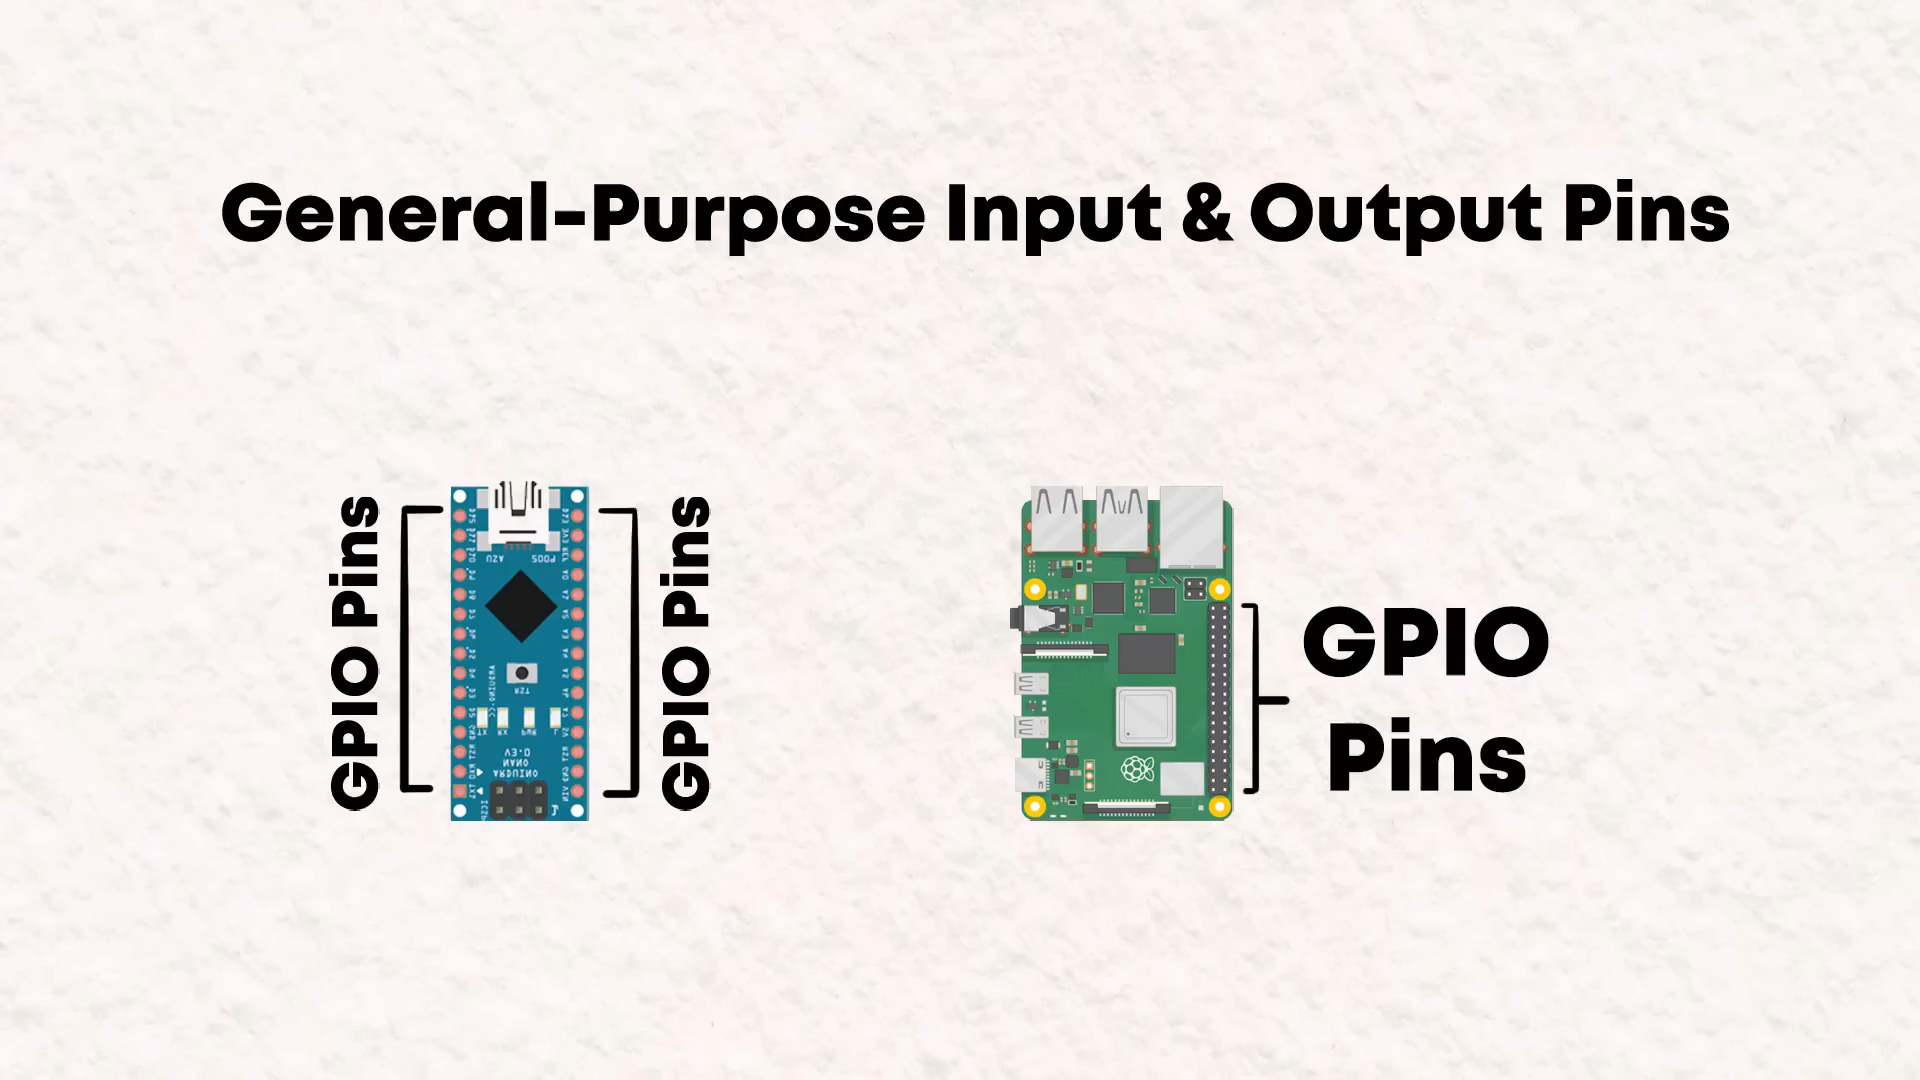 General-Purpose Input & Output Pins
GPIO Pins
GPIO Pins
GPIO
Pins